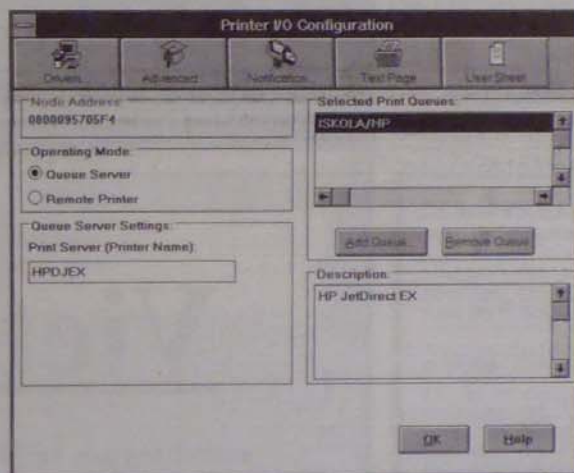 Printer I/O Configuration
Drivers...
Advanced...
Notification...
Test Page
User Sheet
Node Address:
0800095705F4
Operating Mode:
Queue Server
Remote Printer
Queue Server Settings:
Print Server (Printer Name):
HPDJEX
Selected Print Queues:
ISKOLA/HP
Add Queue...
Remove Queue
Description:
HP JetDirect EX
OK
Help